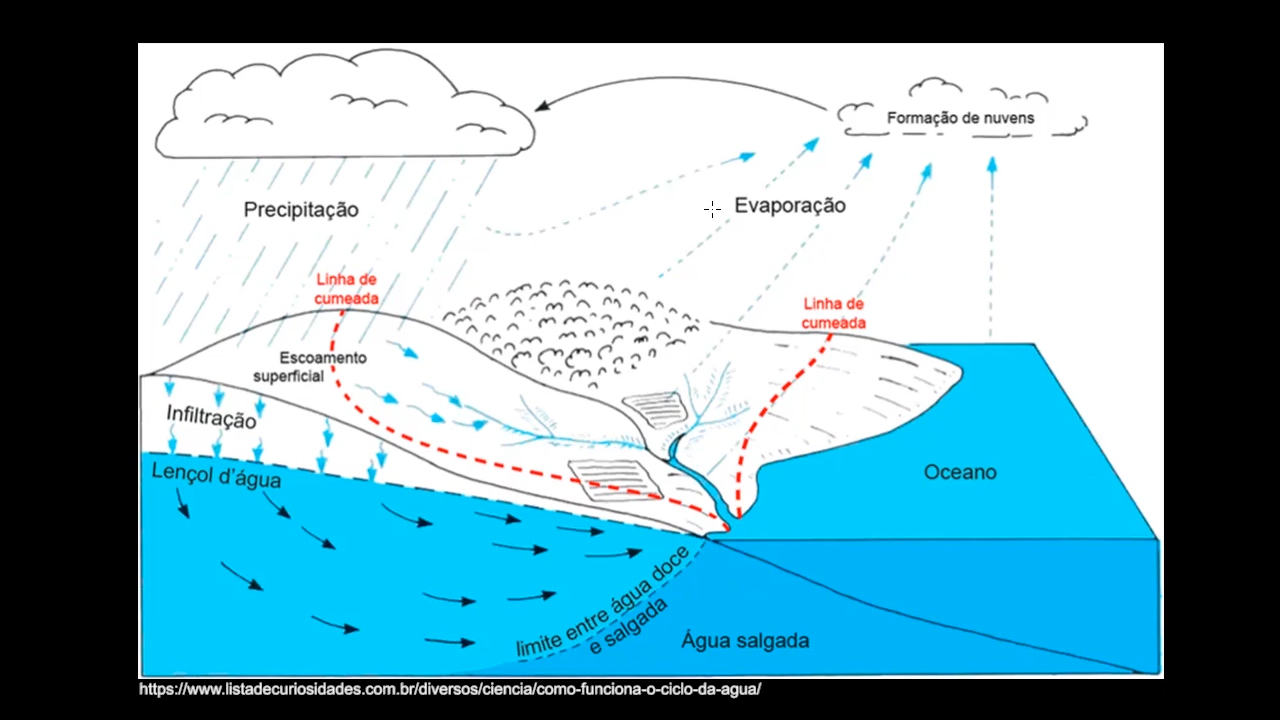 Formação de nuvens
Precipitação
Evaporação
Linha de
cumeada
Linha de
cumeada
Escoamento
superficial
Infiltração
Lençol d'água
Oceano
limite entre água doce
e salgada
Água salgada
https://www.listadecuriosidades.com.br/diversos/ciencia/como-funciona-o-ciclo-da-agua/